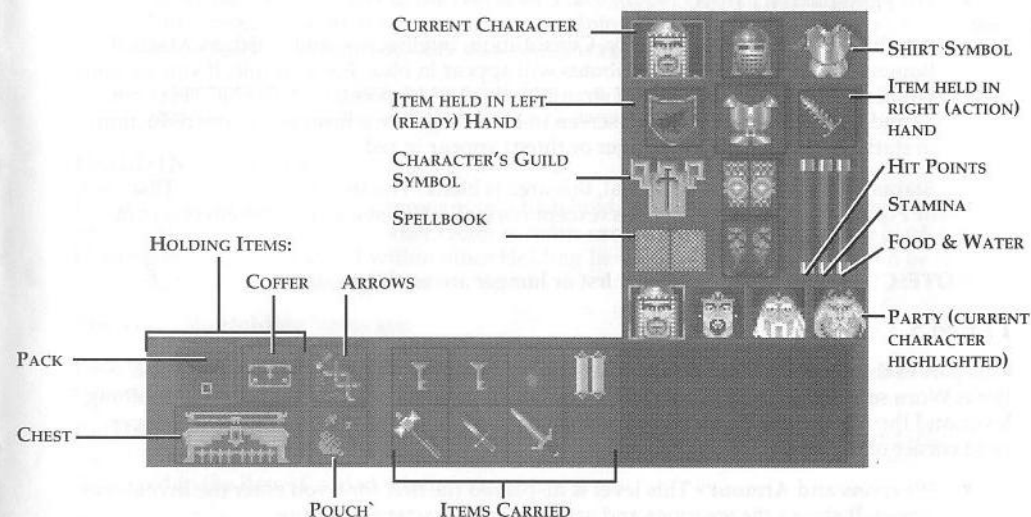 CURRENT CHARACTER
SHIRT SYMBOL
ITEM HELD IN LEFT
(READY) HAND
ITEM HELD IN
RIGHT (ACTION)
HAND
CHARACTER'S GUILD
SYMBOL
HIT POINTS
SPELLBOOK
STAMINA
FOOD & WATER
HOLDING ITEMS:
COFFER
ARROWS
PARTY (CURRENT
CHARACTER
HIGHLIGHTED)
PACK
CHEST
POUCH`
ITEMS CARRIED